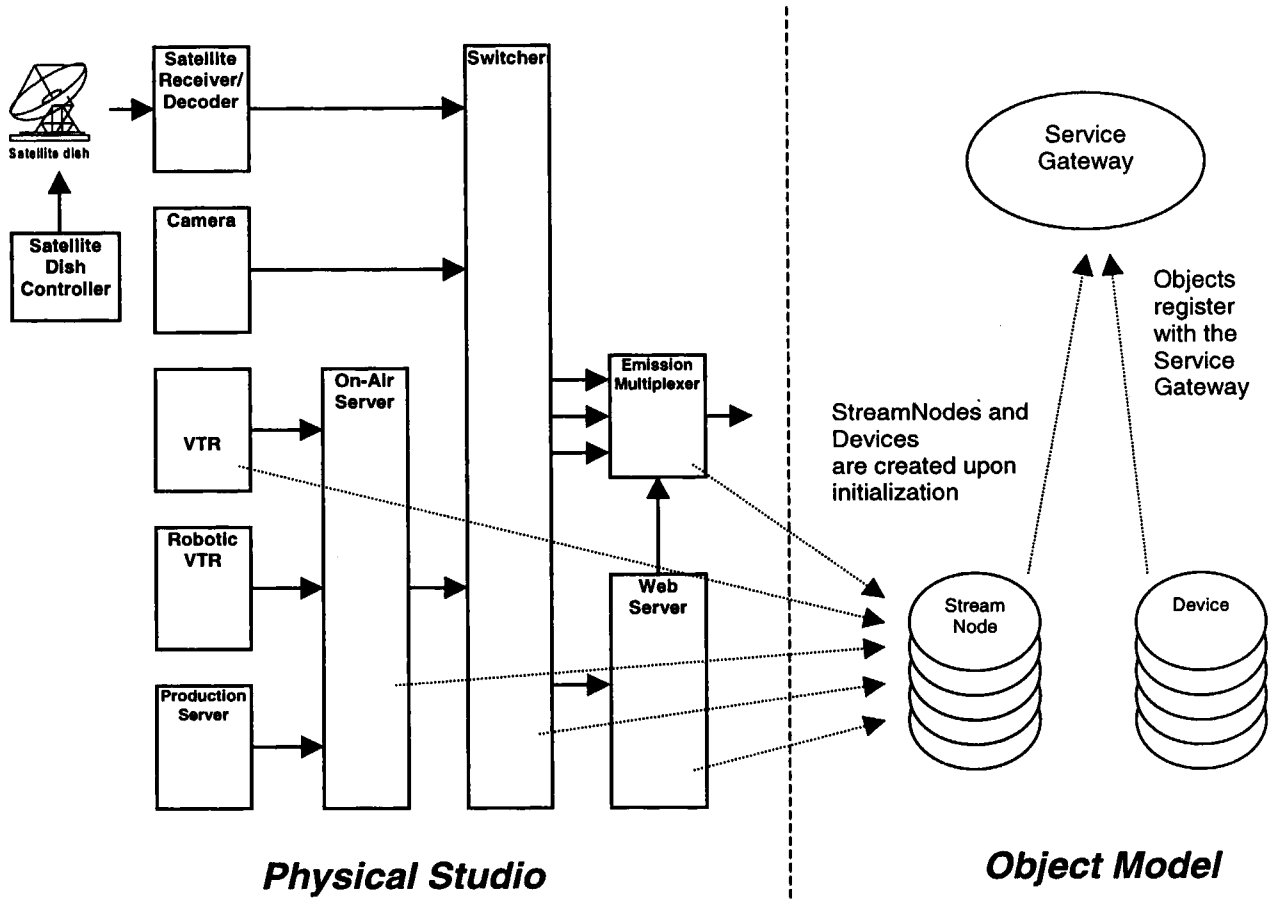 Satellite
Receiver/
Decoder
Switcher
Satellite dish
Satellite
Dish
Controller
Camera
VTR
On-Air
Server
Robotic
VTR
Production
Server
Emission
Multiplexer
Web
Server
Physical Studio
Service
Gateway
Objects
register
with the
Service
Gateway
StreamNodes and
Devices
are created upon
initialization
Stream
Node
Device
Object Model